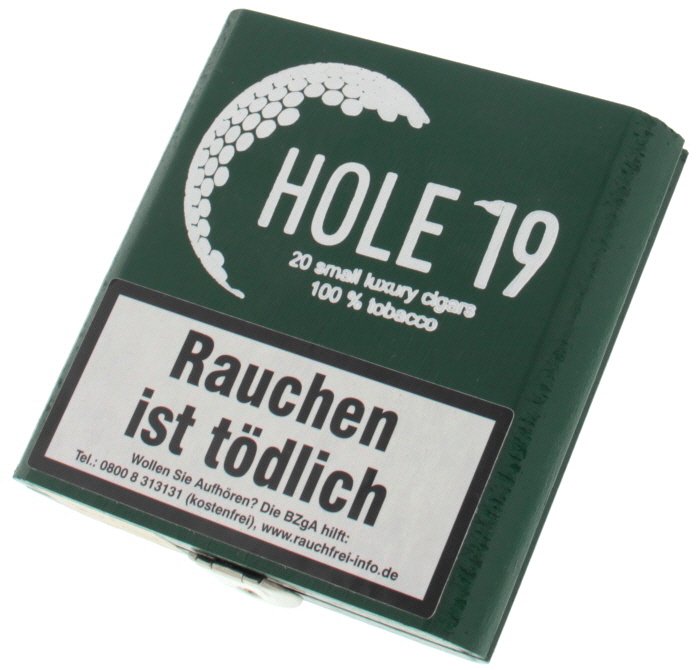 HOLE 19
20 small luxury cigars
100 % tobacco
Rauchen
ist tödlich
Wollen Sie Aufhören? Die BZgA hilft:
Tel.: 0800 8 313131 (kostenfrei), www.rauchfrei-info.de